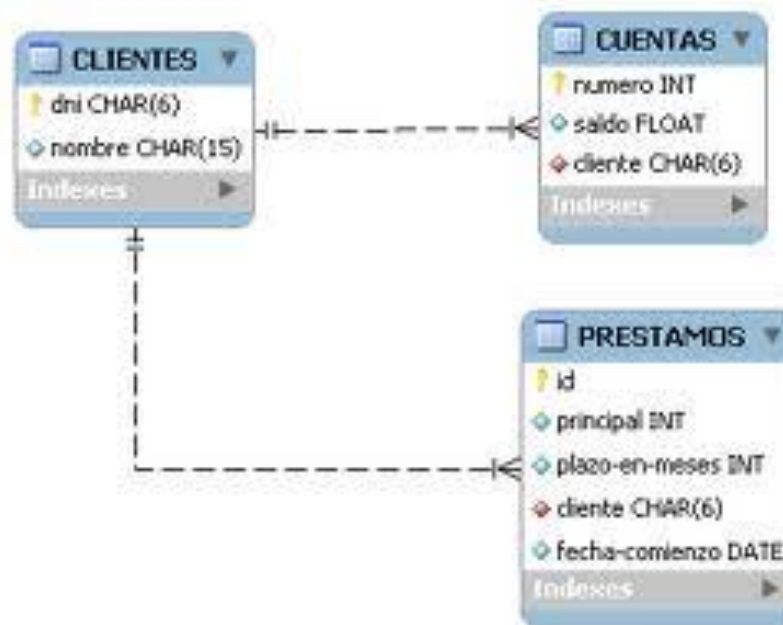 CLIENTES
dni CHAR(6)
nombre CHAR(15)
Indexes
CUENTAS
numero INT
saldo FLOAT
cliente CHAR(6)
Indexes
PRESTAMOS
id
principal INT
plazo-en-meses INT
cliente CHAR(6)
fecha-comienzo DATE
Indexes